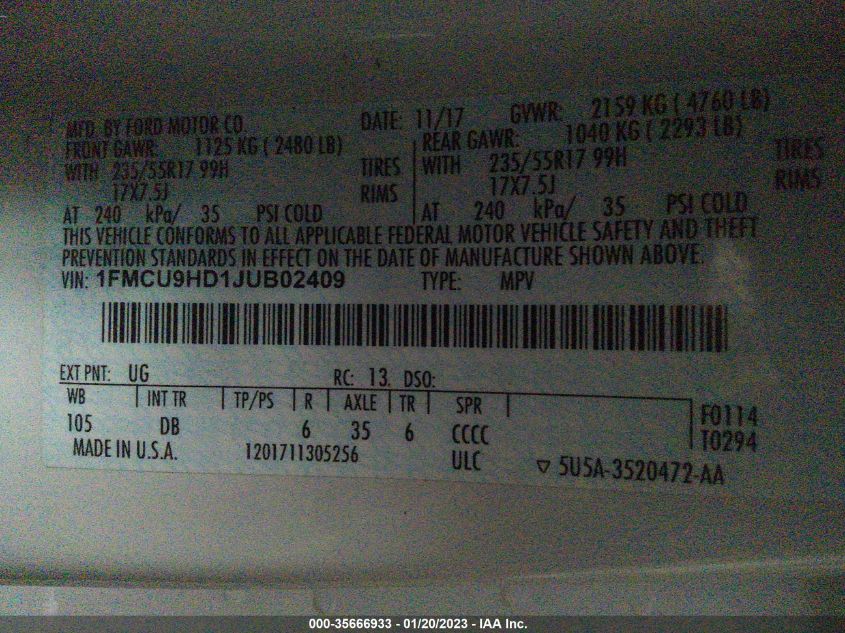 MFD. BY FORD MOTOR CO. DATE: 11/17 GVWR: 2159 KG ( 4760 LB)
FRONT GAWR: 1125 KG ( 2480 LB) REAR GAWR: 1040 KG ( 2293 LB)
WITH 235/55R17 99H TIRES WITH 235/55R17 99H TIRES
17X7.5J RIMS 17X7.5J RIMS
AT 240 kPa/ 35 PSI COLD AT 240 kPa/ 35 PSI COLD
THIS VEHICLE CONFORMS TO ALL APPLICABLE FEDERAL MOTOR VEHICLE SAFETY AND THEFT
PREVENTION STANDARDS IN EFFECT ON THE DATE OF MANUFACTURE SHOWN ABOVE.
VIN: 1FMCU9HD1JUB02409 TYPE: MPV
EXT PNT: UG RC: 13 DSO:
WB INT TR TP/PS R AXLE TR SPR F0114
105 DB 6 35 6 CCCC T0294
MADE IN U.S.A. 1201711305256 ULC ▽ 5U5A-3520472-AA
000-35666933 - 01/20/2023 - IAA Inc.